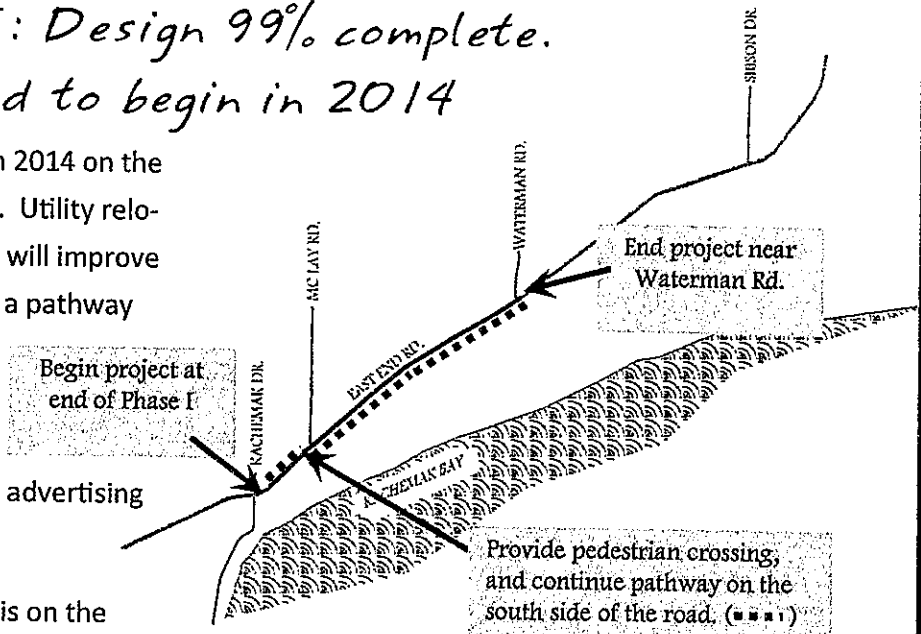 : Design 99% complete.
d to begin in 2014
n 2014 on the
. Utility relo-
will improve
a pathway
advertising
is on the
SIBSON DR.
WATERMAN RD.
MC LAY RD.
EAST END RD.
KACHEMAK DR.
KACHEMAK BAY
End project near
Waterman Rd.
Begin project at
end of Phase I
Provide pedestrian crossing,
and continue pathway on the
south side of the road. (
)